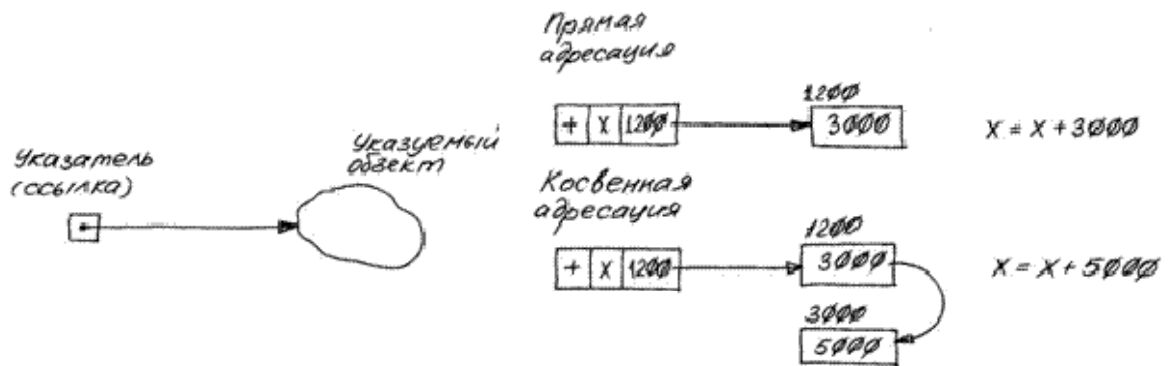 Указатель
(ссылка)
Указуемый
объект
Прямая
адресация
+ X 1200
1200
3000
X = X + 3000
Косвенная
адресация
+ X 1200
1200
3000
X = X + 5000
3000
5000